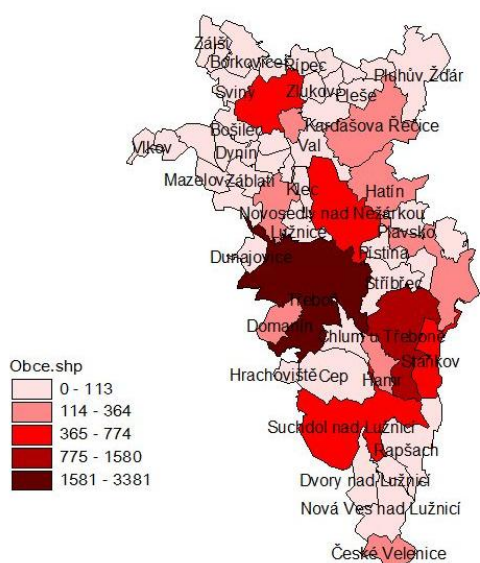 Zálší
Borkovice
Řípec
Pluhův Žďár
Sviny
Zlukov
Pleše
Bošilec
Kardašova Řečice
Vlkov
Dynín
Val
Mazelov
Záblatí
Klec
Hatín
Novosedly nad Nežárkou
Lužnice
Plavsko
Dunajovice
Pístina
Stříbřec
Třeboň
Domanín
Chlum u Třeboně
Staňkov
Obce.shp
Hrachoviště
Cep
Hamr
0 - 113
114 - 364
365 - 774
775 - 1580
1581 - 3381
Suchdol nad Lužnicí
Rapšach
Dvory nad Lužnicí
Nová Ves nad Lužnicí
České Velenice